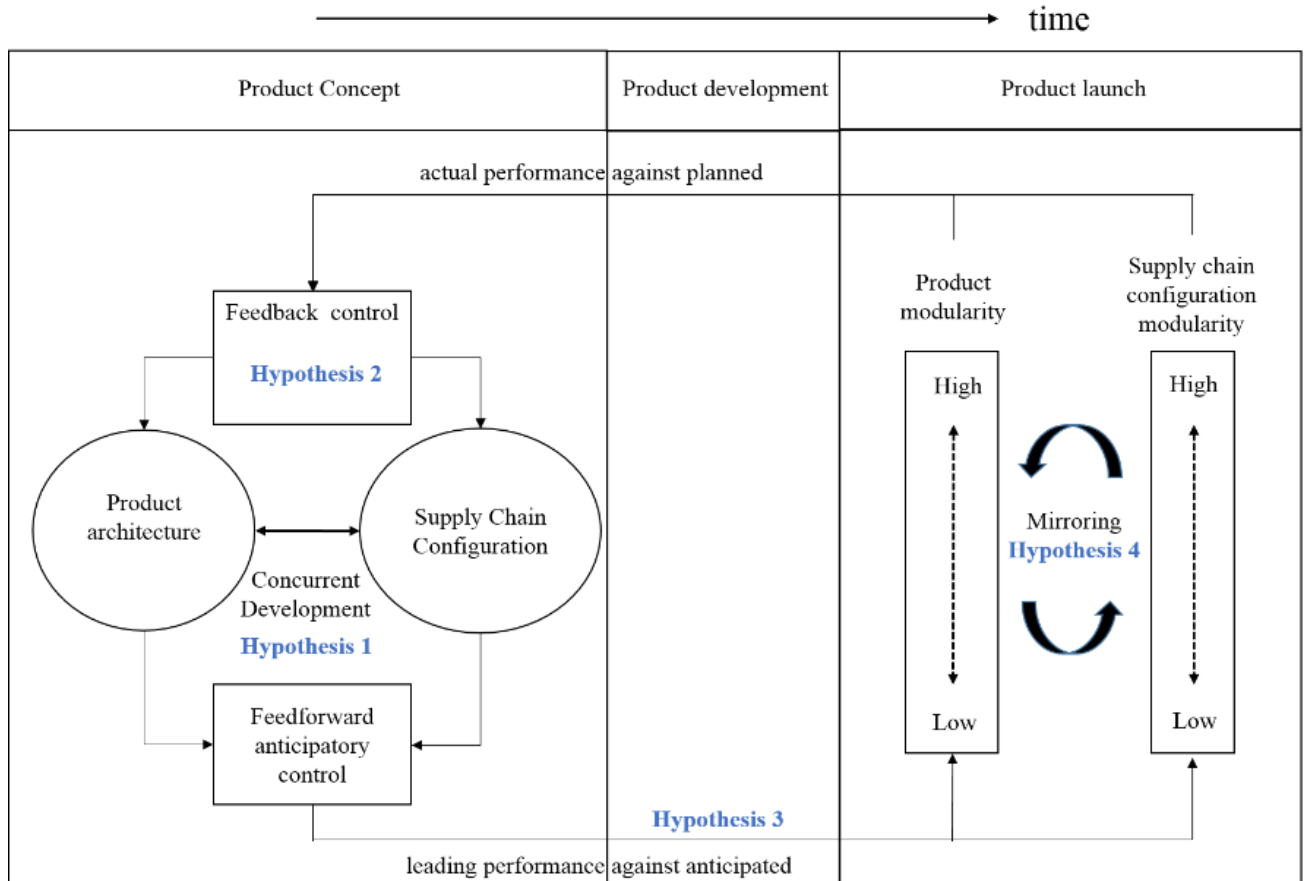 time
Product Concept
Product development
Product launch
actual performance against planned
Feedback control
Hypothesis 2
Product
modularity
Supply chain
configuration
modularity
High
High
Product
architecture
Supply Chain
Configuration
Mirroring
Hypothesis 4
Concurrent
Development
Hypothesis 1
Feedforward
anticipatory
control
Low
Low
Hypothesis 3
leading performance against anticipated